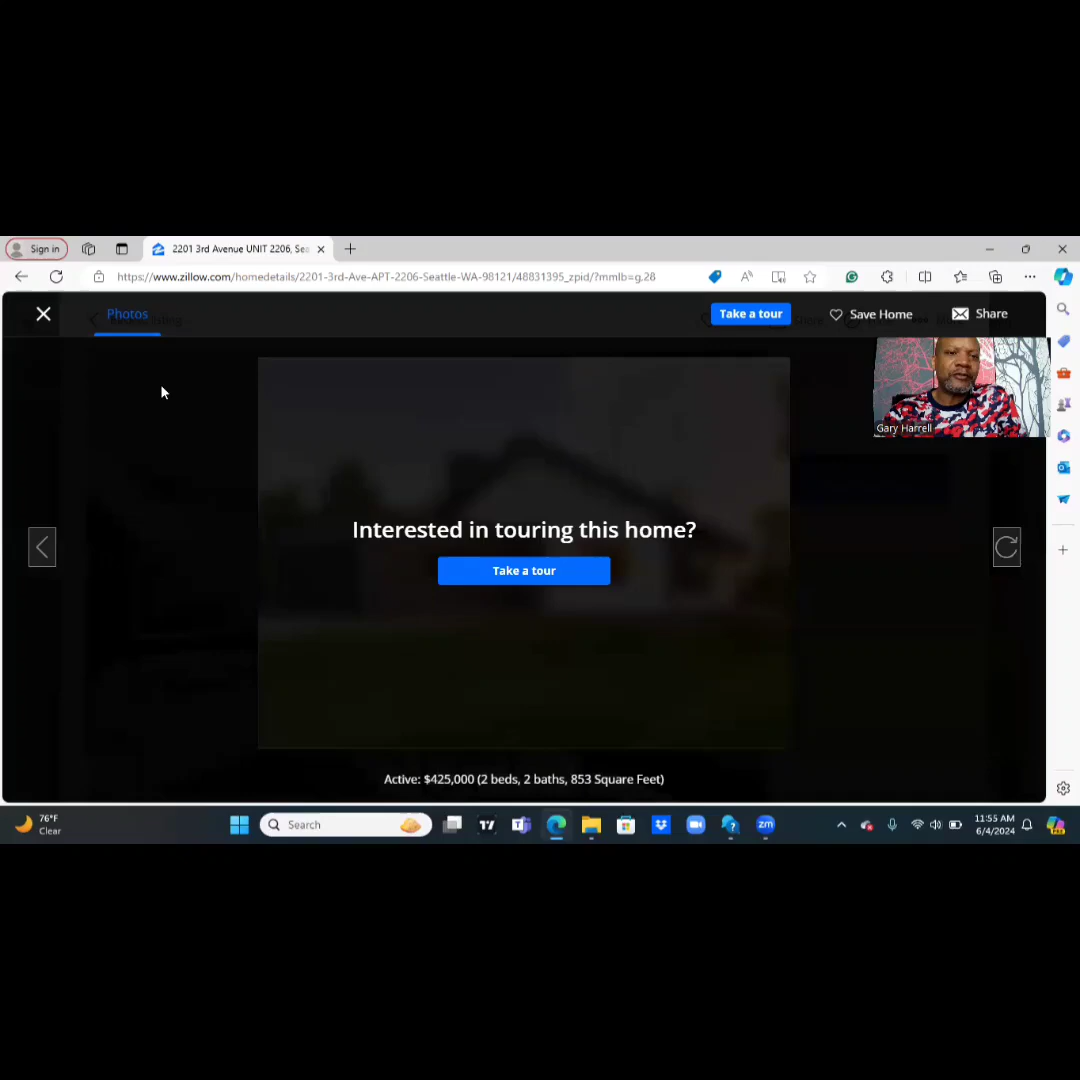 Sign in
2201 3rd Avenue UNIT 2206, Sea
https://www.zillow.com/homedetails/2201-3rd-Ave-APT-2206-Seattle-WA-98121/48831395_zpid/?mmlb=g,28
Photos
Take a tour
Save Home
Share
Gary Harrell
Interested in touring this home?
Take a tour
Active: $425,000 (2 beds, 2 baths, 853 Square Feet)
76°F
Clear
Search
zm
11:55 AM
6/4/2024